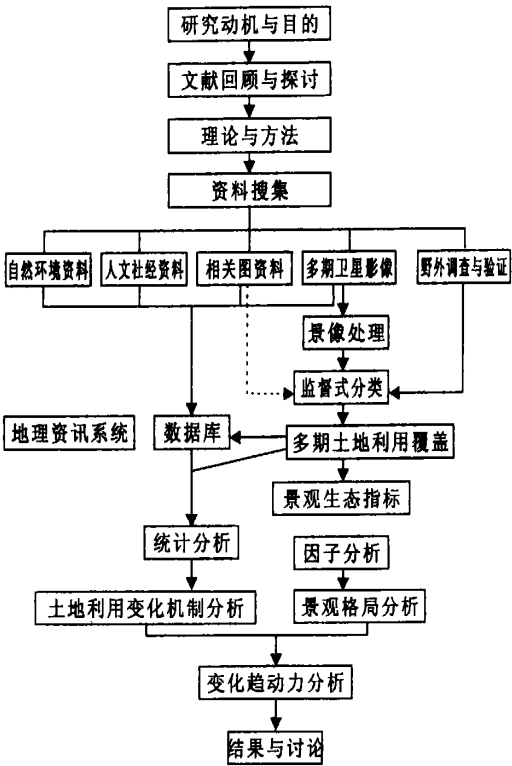 研究动机与目的
文献回顾与探讨
理论与方法
资料搜集
自然环境资料
人文社经资料
相关图资料
多期卫星影像
野外调查与验证
景像处理
监督式分类
地理资讯系统
数据库
多期土地利用覆盖
景观生态指标
统计分析
因子分析
土地利用变化机制分析
景观格局分析
变化趋动力分析
结果与讨论